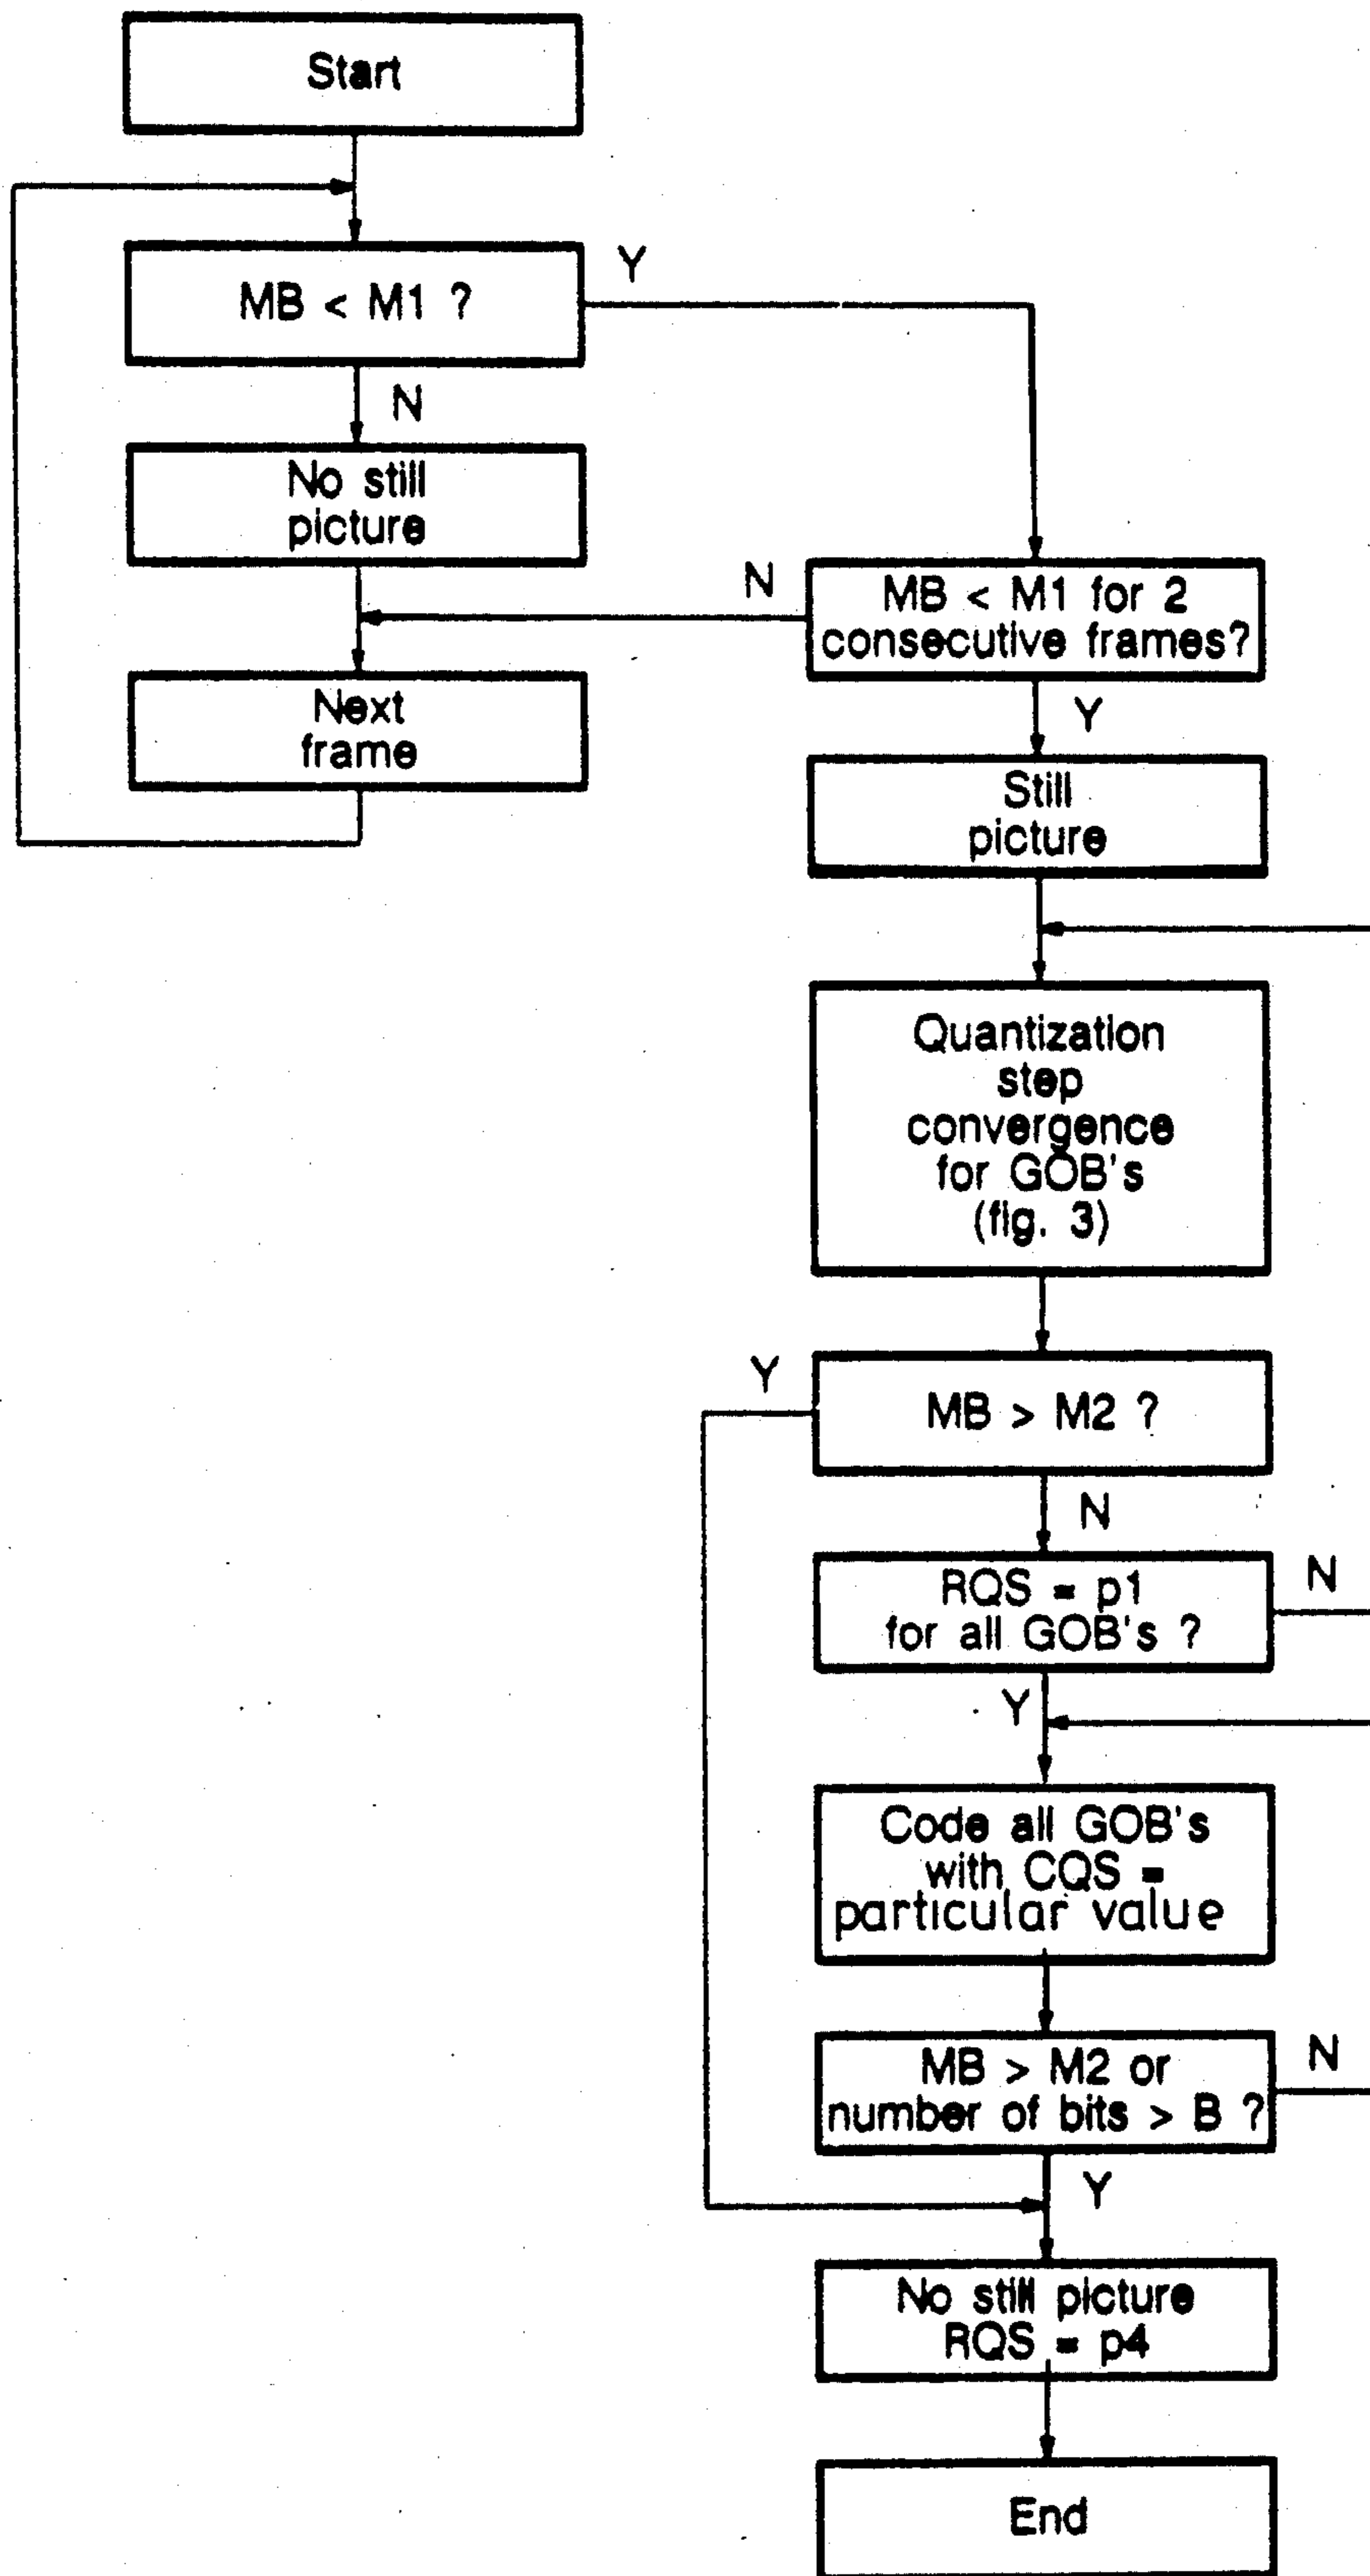 Start
MB < M1 ?
Y
N
No still
picture
N
MB < M1 for 2
consecutive frames?
Next
frame
Y
Still
picture
Quantization
step
convergence
for GOB's
(fig. 3)
Y
MB > M2 ?
N
RQS = p1
for all GOB's ?
N
Y
Code all GOB's
with CQS =
particular value
MB > M2 or
number of bits > B ?
N
Y
No still picture
RQS = p4
End